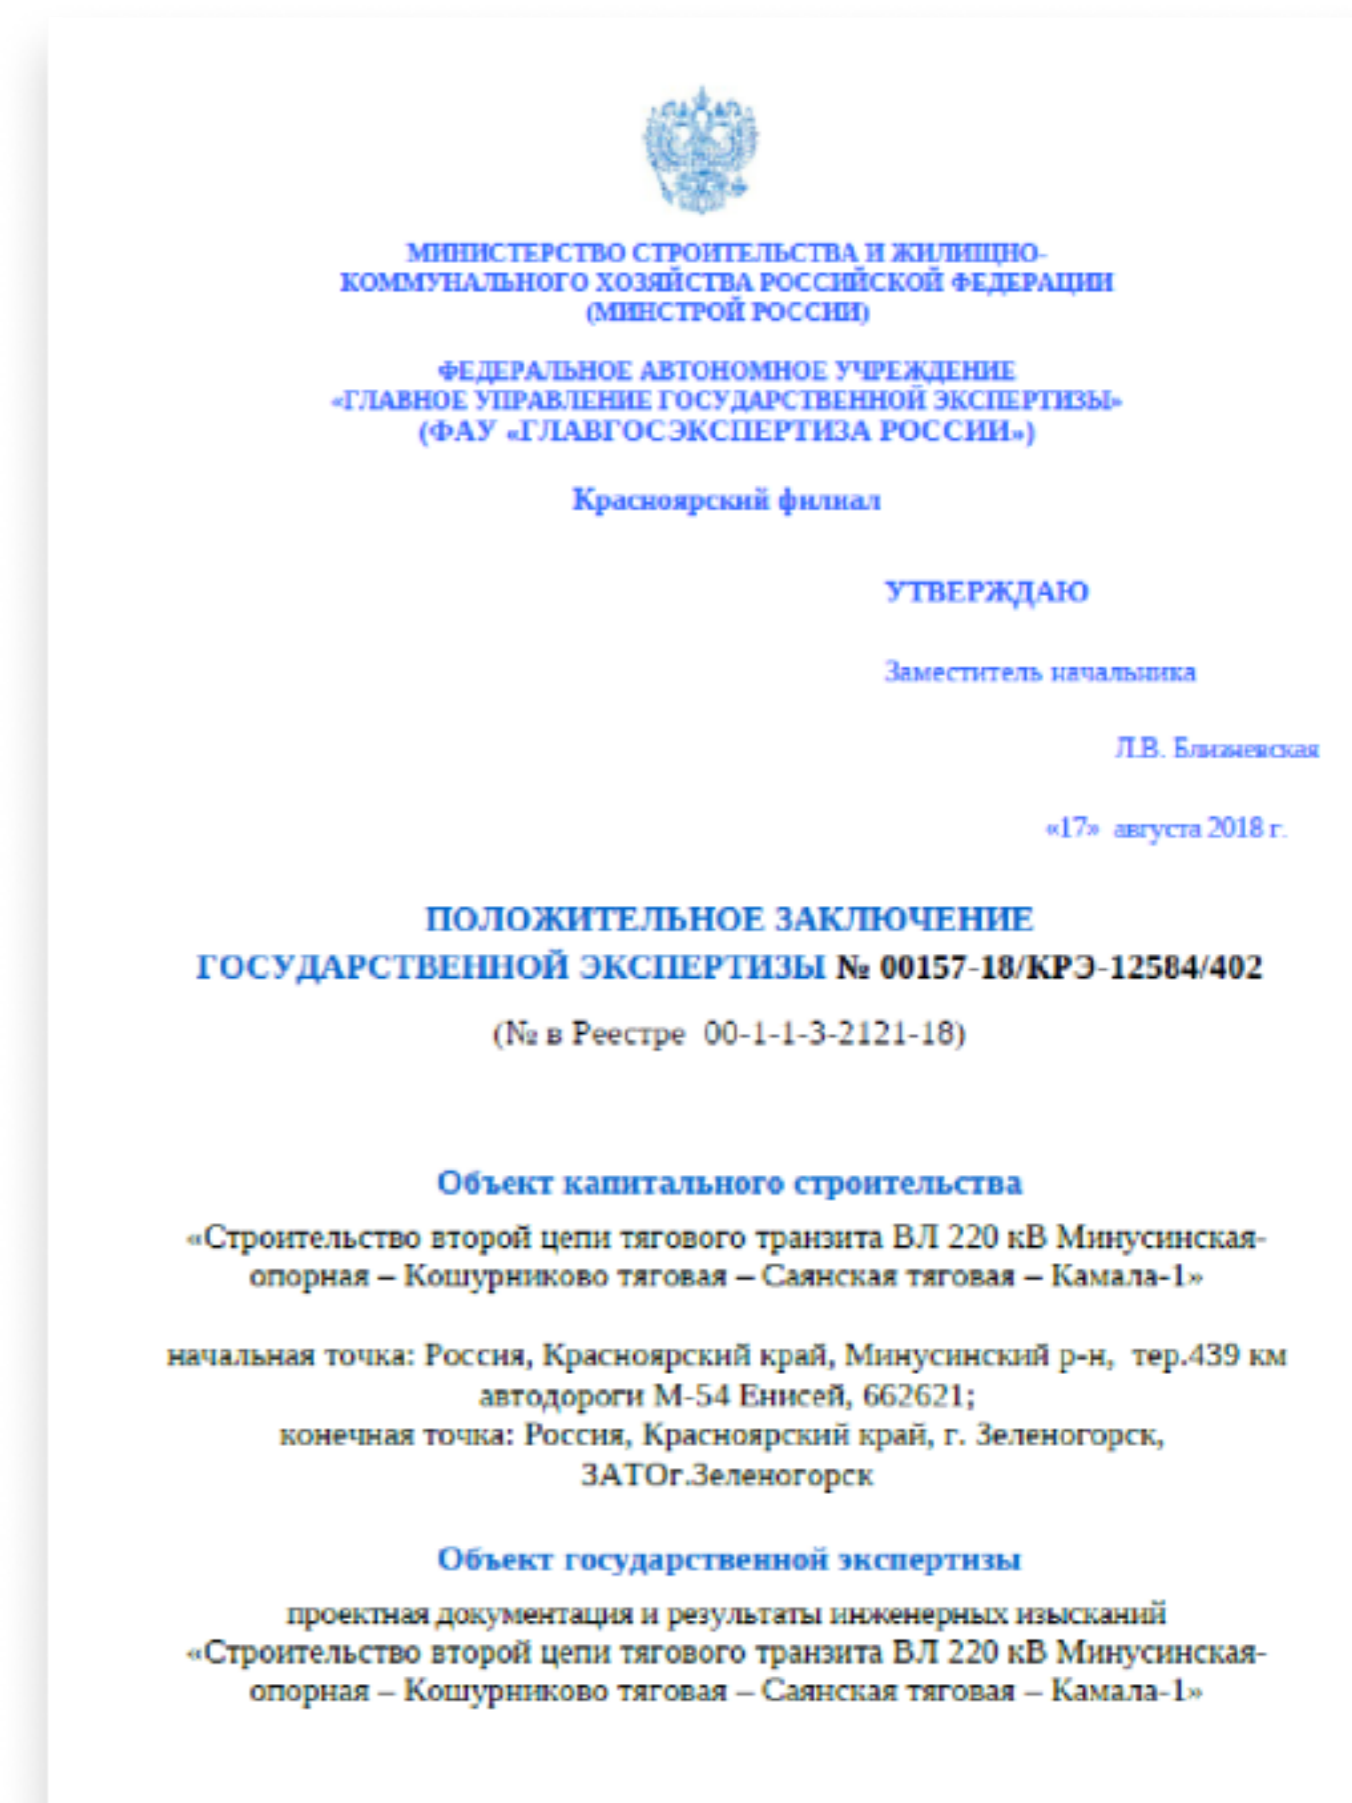 МИНИСТЕРСТВО СТРОИТЕЛЬСТВА И ЖИЛИЩНО-
КОММУНАЛЬНОГО ХОЗЯЙСТВА РОССИЙСКОЙ ФЕДЕРАЦИИ
(МИНСТРОЙ РОССИИ)
ФЕДЕРАЛЬНОЕ АВТОНОМНОЕ УЧРЕЖДЕНИЕ
«ГЛАВНОЕ УПРАВЛЕНИЕ ГОСУДАРСТВЕННОЙ ЭКСПЕРТИЗЫ»
(ФАУ «ГЛАВГОСЭКСПЕРТИЗА РОССИИ»)
Красноярский филиал
УТВЕРЖДАЮ
Заместитель начальника
Л.В. Близневская
«17» августа 2018 г.
ПОЛОЖИТЕЛЬНОЕ ЗАКЛЮЧЕНИЕ
ГОСУДАРСТВЕННОЙ ЭКСПЕРТИЗЫ № 00157-18/КРЭ-12584/402
(№ в Реестре 00-1-1-3-2121-18)
Объект капитального строительства
«Строительство второй цепи тягового транзита ВЛ 220 кВ Минусинская-
опорная – Кошурниково тяговая – Саянская тяговая – Камала-1»
начальная точка: Россия, Красноярский край, Минусинский р-н, тер.439 км
автодороги М-54 Енисей, 662621;
конечная точка: Россия, Красноярский край, г. Зеленогорск,
ЗАТОг.Зеленогорск
Объект государственной экспертизы
проектная документация и результаты инженерных изысканий
«Строительство второй цепи тягового транзита ВЛ 220 кВ Минусинская-
опорная – Кошурниково тяговая – Саянская тяговая – Камала-1»